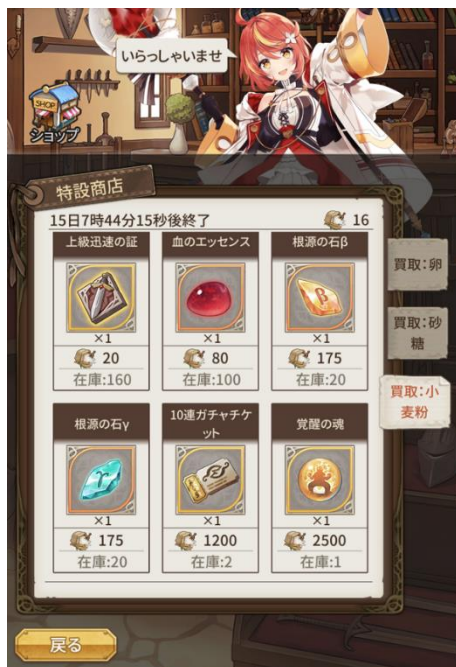 いらっしゃいませ
SHOP
ショップ
特設商店
15日7時44分15秒後終了
16
上級迅速の証
×1
20
在庫:160
血のエッセンス
×1
80
在庫:100
根源の石β
β
×1
175
在庫:20
根源の石γ
γ
×1
175
在庫:20
10連ガチャチケ
ット
×1
1200
在庫:2
覚醒の魂
×1
2500
在庫:1
買取:卵
買取:砂
糖
買取:小
麦粉
戻る